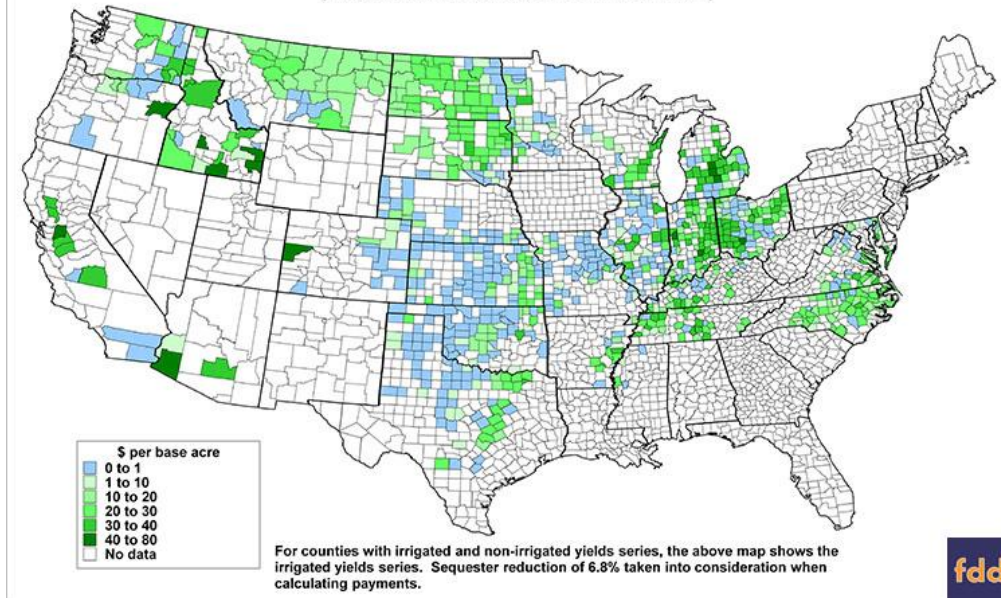 $ per base acre
0 to 1
1 to 10
10 to 20
20 to 30
30 to 40
40 to 80
No data
For counties with irrigated and non-irrigated yields series, the above map shows the
irrigated yields series. Sequester reduction of 6.8% taken into consideration when
calculating payments.
fdd